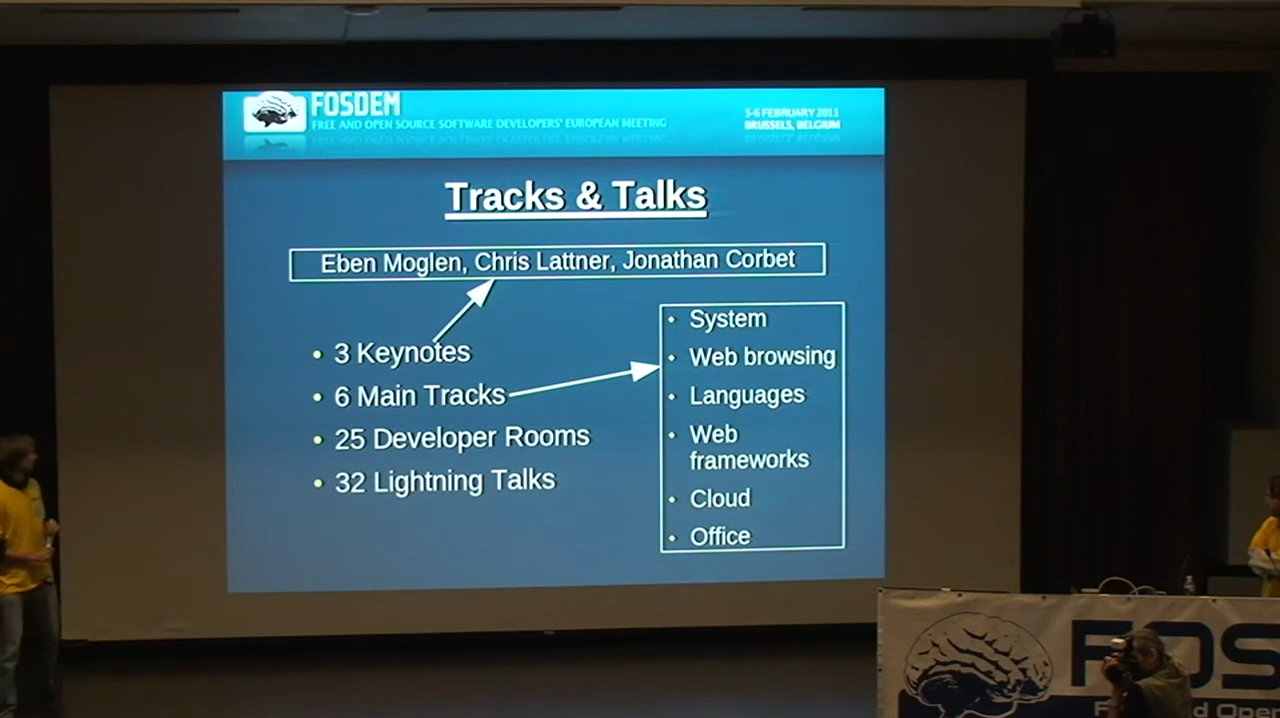 FOSDEM
FREE AND OPEN SOURCE SOFTWARE DEVELOPERS' EUROPEAN MEETING
5-6 FEBRUARY 2011
BRUSSELS, BELGIUM
Tracks & Talks
Eben Moglen, Chris Lattner, Jonathan Corbet
• 3 Keynotes
• 6 Main Tracks
• 25 Developer Rooms
• 32 Lightning Talks
• System
• Web browsing
• Languages
• Web
frameworks
• Cloud
• Office
FOS
d Open